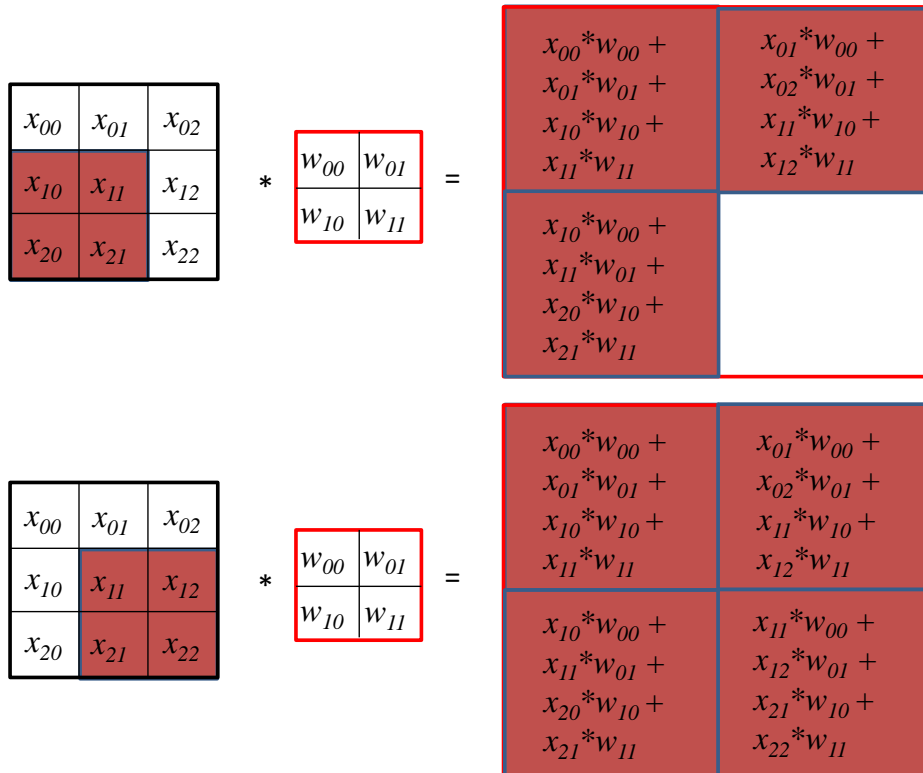 x₀₀*w₀₀ + x₀₁*w₀₀ +
x₀₁*w₀₁ + x₀₂*w₀₁ +
x₁₀*w₁₀ + x₁₁*w₁₀ +
x₁₁*w₁₁ x₁₂*w₁₁
x₀₀ x₀₁ x₀₂
x₁₀ x₁₁ x₁₂
x₂₀ x₂₁ x₂₂
*
w₀₀ w₀₁
w₁₀ w₁₁
=
x₁₀*w₀₀ +
x₁₁*w₀₁ +
x₂₀*w₁₀ +
x₂₁*w₁₁
x₀₀ x₀₁ x₀₂
x₁₀ x₁₁ x₁₂
x₂₀ x₂₁ x₂₂
*
w₀₀ w₀₁
w₁₀ w₁₁
=
x₀₀*w₀₀ + x₀₁*w₀₀ +
x₀₁*w₀₁ + x₀₂*w₀₁ +
x₁₀*w₁₀ + x₁₁*w₁₀ +
x₁₁*w₁₁ x₁₂*w₁₁
x₁₀*w₀₀ + x₁₁*w₀₀ +
x₁₁*w₀₁ + x₁₂*w₀₁ +
x₂₀*w₁₀ + x₂₁*w₁₀ +
x₂₁*w₁₁ x₂₂*w₁₁